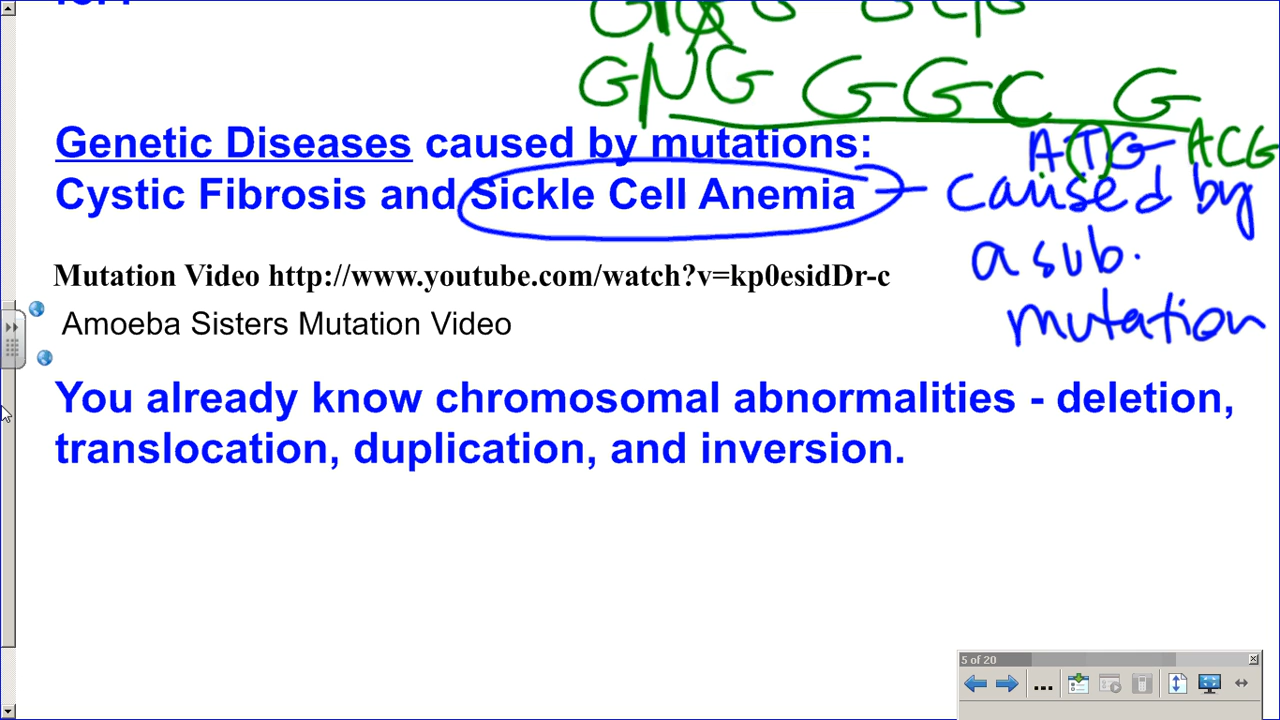 G|U G G G C G
Genetic Diseases caused by mutations:
ATG ACG
Cystic Fibrosis and Sickle Cell Anemia - caused by
a sub.
mutation
Mutation Video http://www.youtube.com/watch?v=kp0esidDr-c
Amoeba Sisters Mutation Video
You already know chromosomal abnormalities - deletion,
translocation, duplication, and inversion.
5 of 20